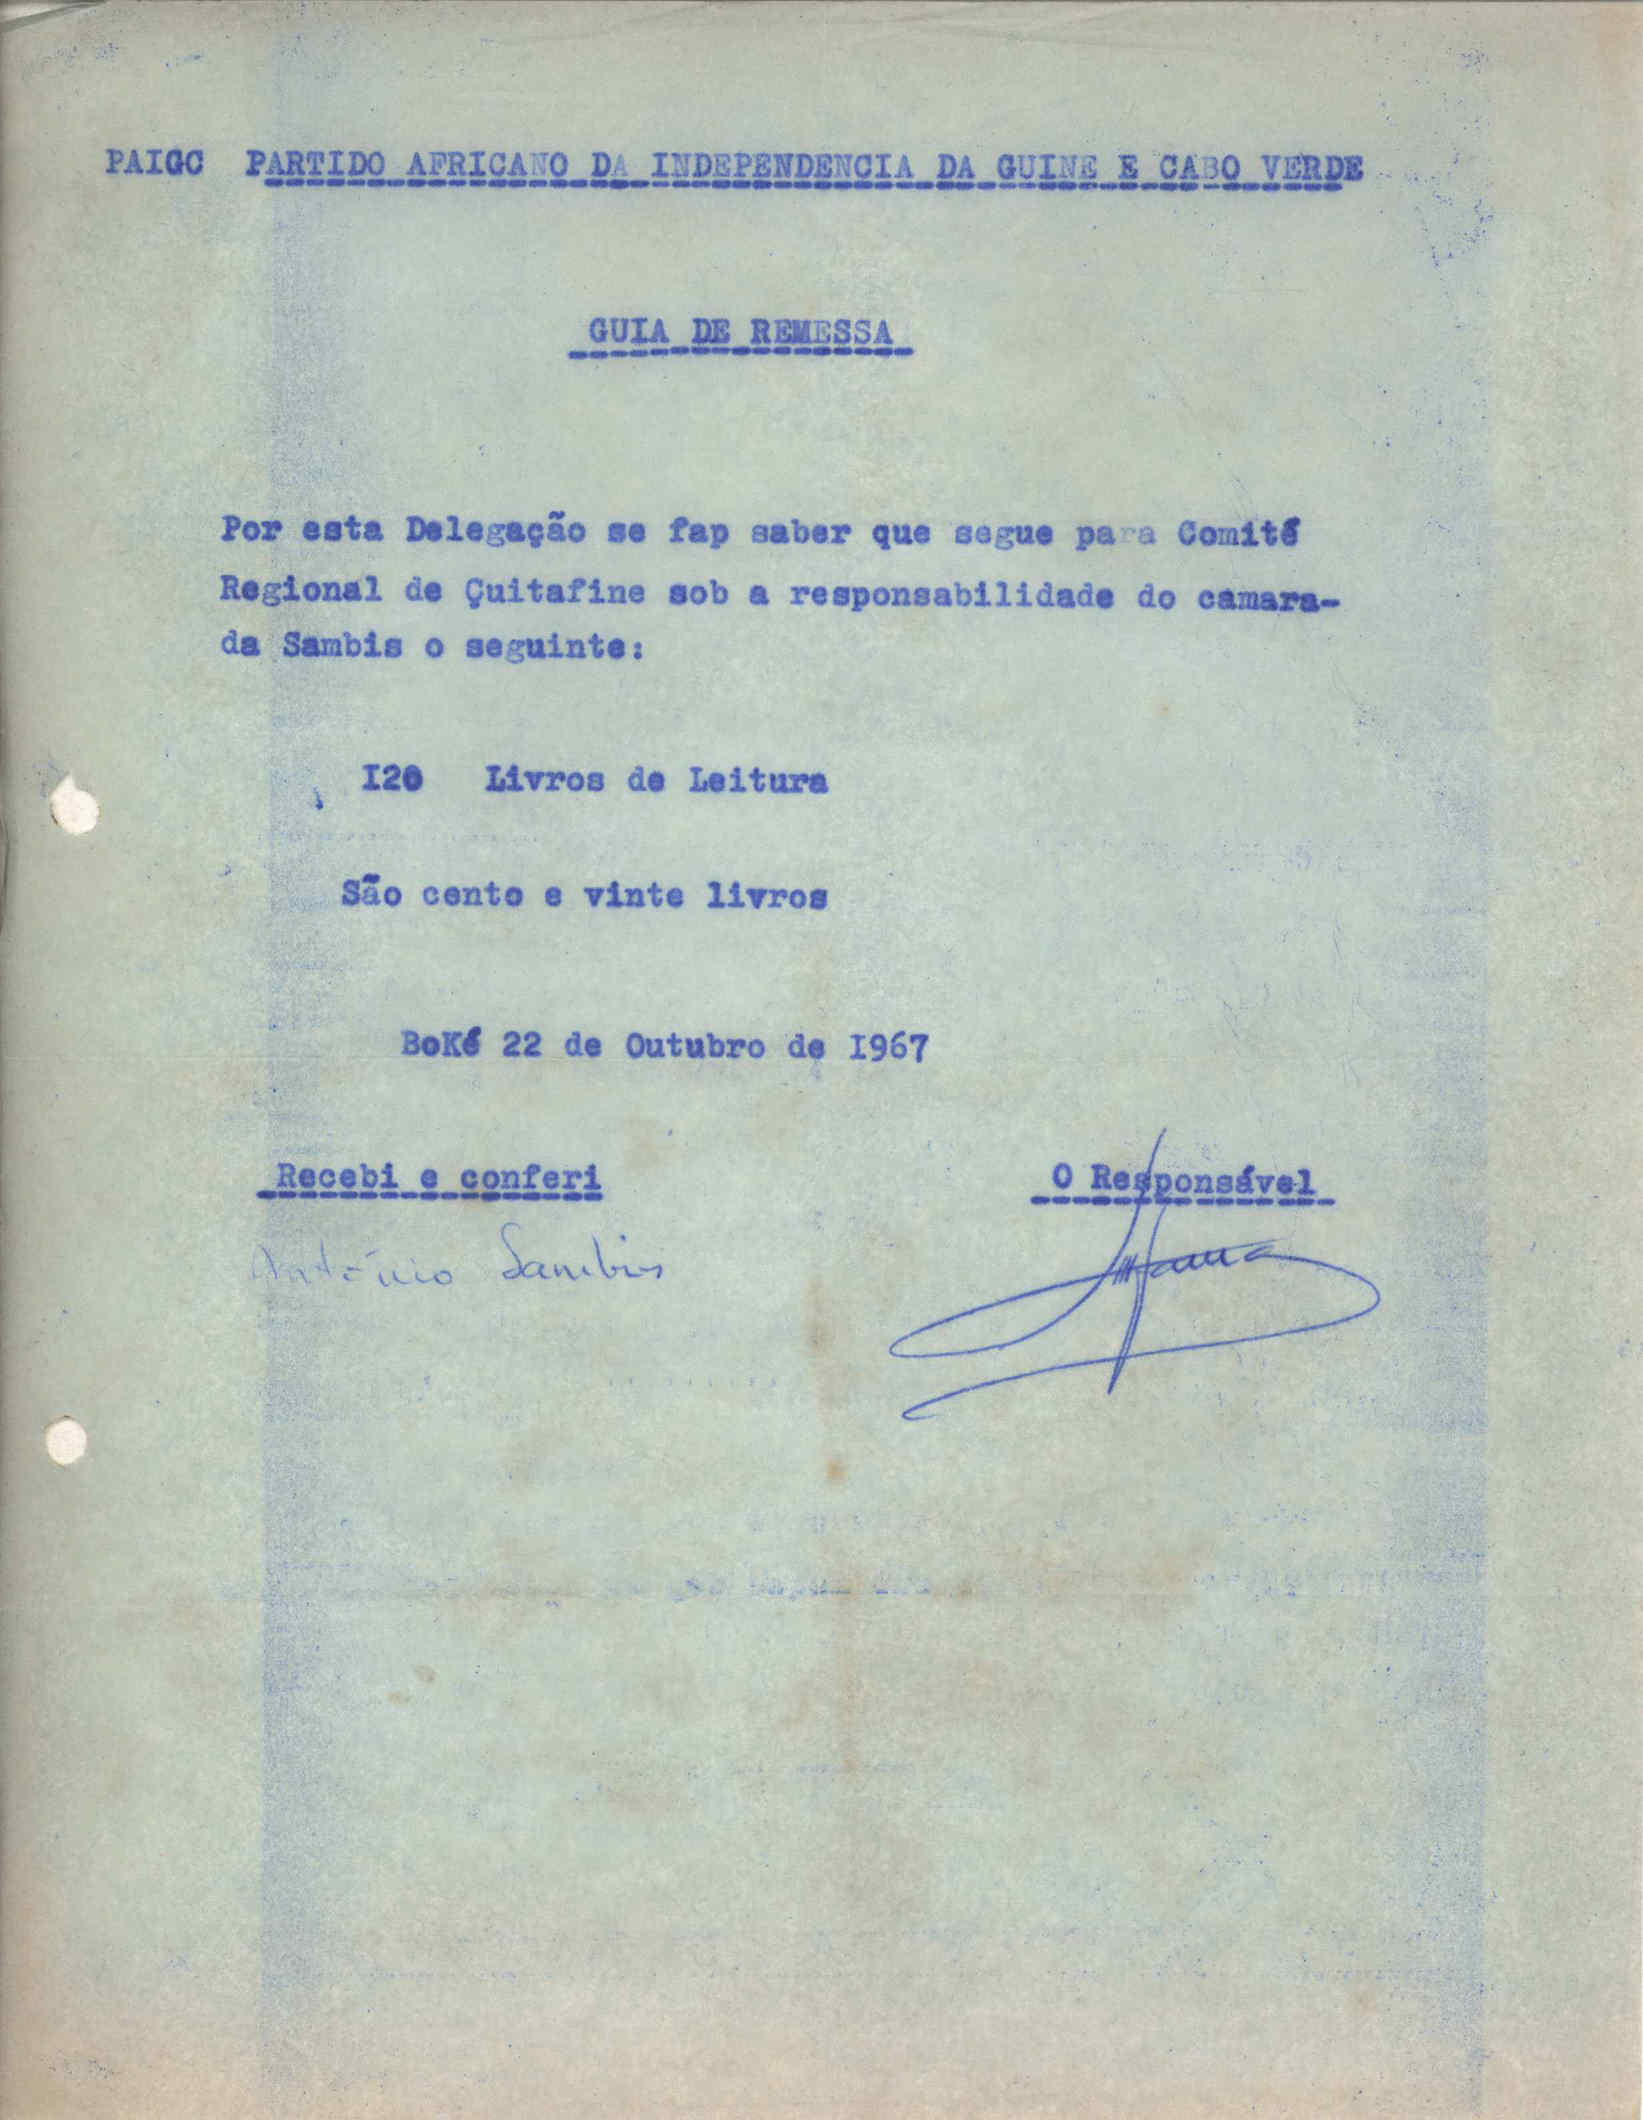 PAIGC PARTIDO AFRICANO DA INDEPENDENCIA DA GUINE E CABO VERDE
GUIA DE REMESSA
Por esta Delegação se fap saber que segue para Comité
Regional de Çuitafine sob a responsabilidade do camara-
da Sambis o seguinte:
I20 Livros de Leitura
São cento e vinte livros
BoKé 22 de Outubro de I967
Recebi e conferi
O Responsável
António Sambis